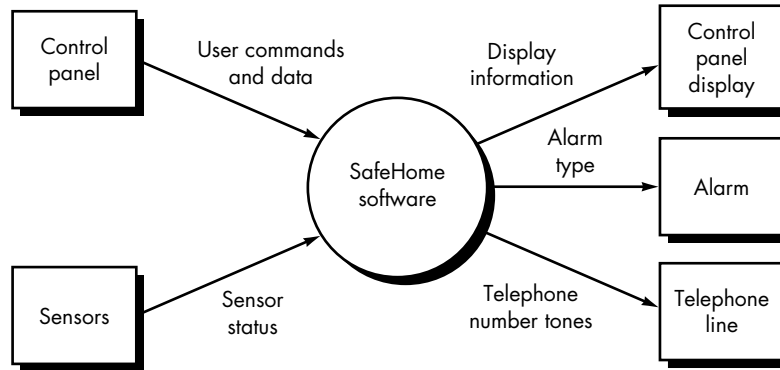 Control
panel
User commands
and data
Display
information
Control
panel
display
SafeHome
software
Alarm
type
Alarm
Sensors
Sensor
status
Telephone
number tones
Telephone
line